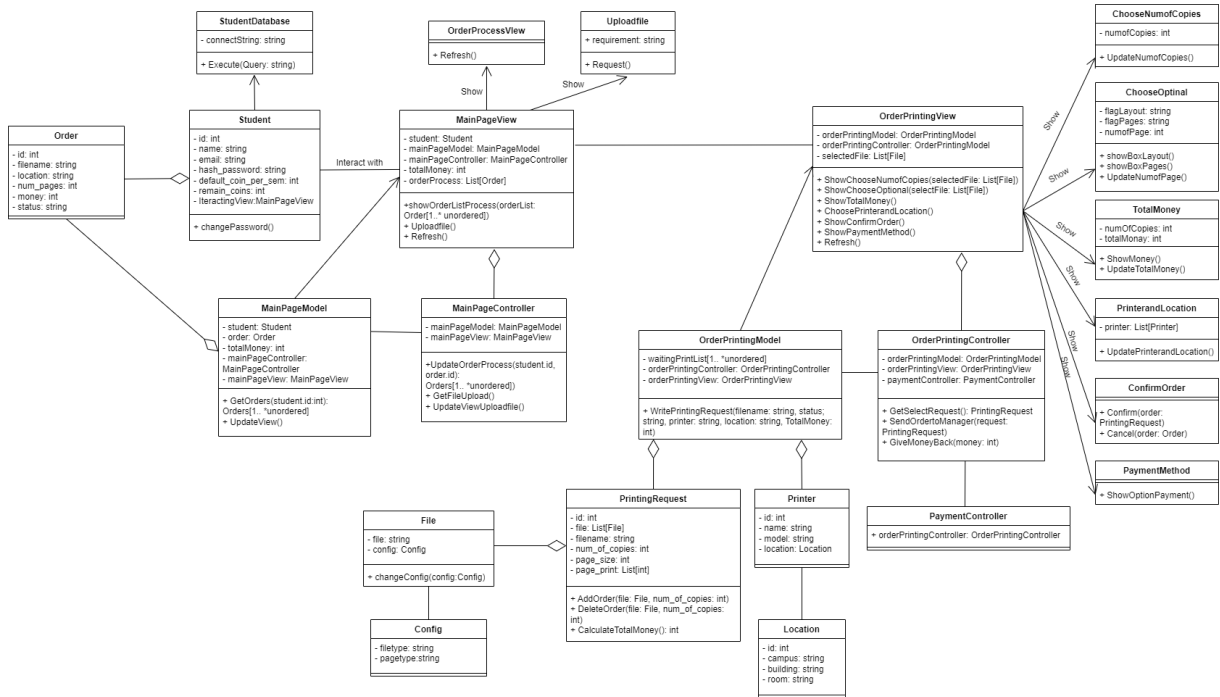 StudentDatabase
- connectString: string
+ Execute(Query: string)
OrderProcessView
+ Refresh()
Uploadfile
+ requirement: string
+ Request()
ChooseNumofCopies
- numofCopies: int
+ UpdateNumofCopies()
Show
Show
Order
- id: int
- filename: string
- location: string
- num_pages: int
- money: int
- status: string
Student
- id: int
- name: string
- email: string
- hash_password: string
- default_coin_per_sem: int
- remain_coins: int
- IteractingView:MainPageView
+ changePassword()
Interact with
MainPageView
- student: Student
- mainPageModel: MainPageModel
- mainPageController: MainPageController
- totalMoney: int
- orderProcess: List[Order]
+showOrderListProcess(orderList:
Order[1..* unordered])
+ Uploadfile()
+ Refresh()
OrderPrintingView
- orderPrintingModel: OrderPrintingModel
- orderPrintingController: OrderPrintingModel
- selectedFile: List[File]
+ ShowChooseNumofCopies(selectedFile: List[File])
+ ShowChooseOptional(selectFile: List[File])
+ ShowTotalMoney()
+ ChoosePrinterandLocation()
+ ShowConfirmOrder()
+ ShowPaymentMethod()
+ Refresh()
Show
Show
Show
Show
Show
Show
ChooseOptinal
- flagLayout: string
- flagPages: string
- numofPage: int
+ showBoxLayout()
+ showBoxPages()
+ UpdateNumofPage()
TotalMoney
- numOfCopies: int
- totalMonay: int
+ ShowMoney()
+ UpdateTotalMoney()
PrinterandLocation
- printer: List[Printer]
+ UpdatePrinterandLocation()
ConfirmOrder
+ Confirm(order:
PrintingRequest)
+ Cancel(order: Order)
PaymentMethod
+ ShowOptionPayment()
MainPageModel
- student: Student
- order: Order
- totalMoney: int
- mainPageController:
MainPageController
- mainPageView: MainPageView
+ GetOrders(student.id:int):
Orders[1.. *unordered]
+ UpdateView()
MainPageController
- mainPageModel: MainPageModel
- mainPageView: MainPageView
+UpdateOrderProcess(student.id,
order.id):
Orders[1.. *unordered])
+ GetFileUpload()
+ UpdateViewUploadfile()
OrderPrintingModel
- waitingPrintList[1.. *unordered]
- orderPrintingController: OrderPrintingController
- orderPrintingView: OrderPrintingView
+ WritePrintingRequest(filename: string, status;
string, printer: string, location: string, TotalMoney:
int)
OrderPrintingController
- orderPrintingModel: OrderPrintingModel
- orderPrintingView: OrderPrintingView
- paymentController: PaymentController
+ GetSelectRequest(): PrintingRequest
+ SendOrdertoManager(request:
PrintingRequest)
+ GiveMoneyBack(money: int)
PaymentController
+ orderPrintingController: OrderPrintingController
File
- file: string
- config: Config
+ changeConfig(config:Config)
Config
- filetype: string
- pagetype:string
PrintingRequest
- id: int
- file: List[File]
- filename: string
- num_of_copies: int
- page_size: int
- page_print: List[int]
+ AddOrder(file: File, num_of_copies: int)
+ DeleteOrder(file: File, num_of_copies:
int)
+ CalculateTotalMoney(): int
Printer
- id: int
- name: string
- model: string
- location: Location
Location
- id: int
- campus: string
- building: string
- room: string